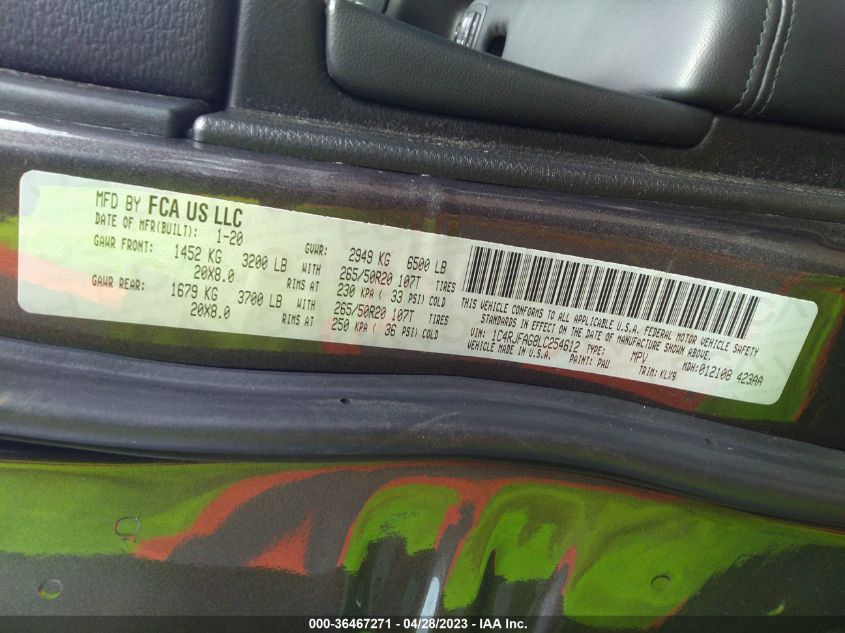 MFD BY FCA US LLC
DATE OF MFR(BUILT): 1-20 GVWR: 2949 KG 6500 LB
GAWR FRONT: 1452 KG 3200 LB WITH 265/50R20 107T TIRES
20X8.0 RIMS AT 230 KPA ( 33 PSI) COLD
GAWR REAR: 1679 KG 3700 LB WITH 265/50R20 107T TIRES
20X8.0 RIMS AT 250 KPA ( 36 PSI) COLD
THIS VEHICLE CONFORMS TO ALL APPLICABLE U.S.A. FEDERAL MOTOR VEHICLE SAFETY
BUMPER, AND THEFT PREVENTION STANDARDS IN EFFECT ON THE DATE OF MANUFACTURE SHOWN ABOVE.
VIN: 1C4RJFAG0LC254612 TYPE: MPV MDH: 012108 423AA
VEHICLE MADE IN U.S.A. PAINT: PAU TRIM: KLX9
000-36467271 - 04/28/2023 - IAA Inc.